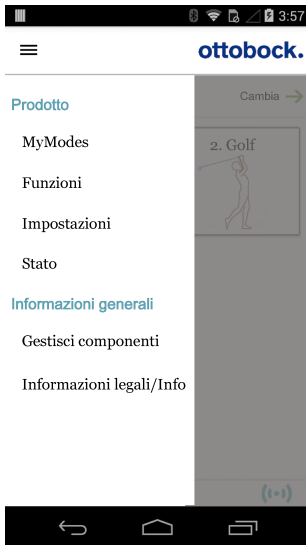 3:57
ottobock.
Prodotto
Cambia
MyModes
2. Golf
Funzioni
Impostazioni
Stato
Informazioni generali
Gestisci componenti
Informazioni legali/Info